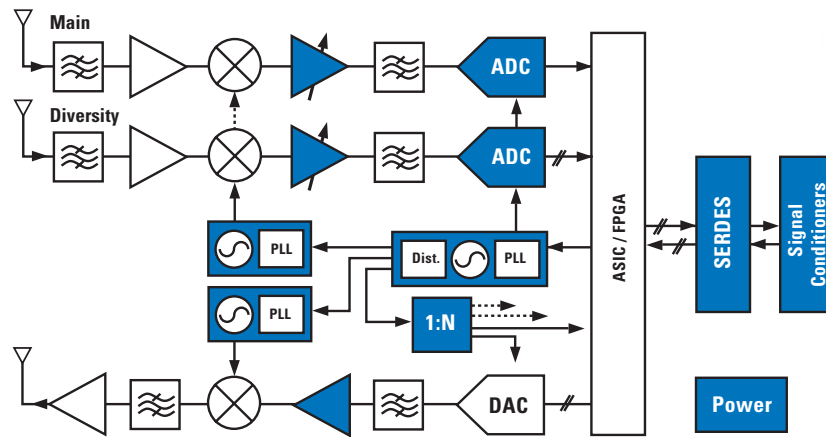 Main
ADC
Diversity
ADC
PLL
Dist.
PLL
PLL
1:N
ASIC / FPGA
SERDES
Signal
Conditioners
DAC
Power